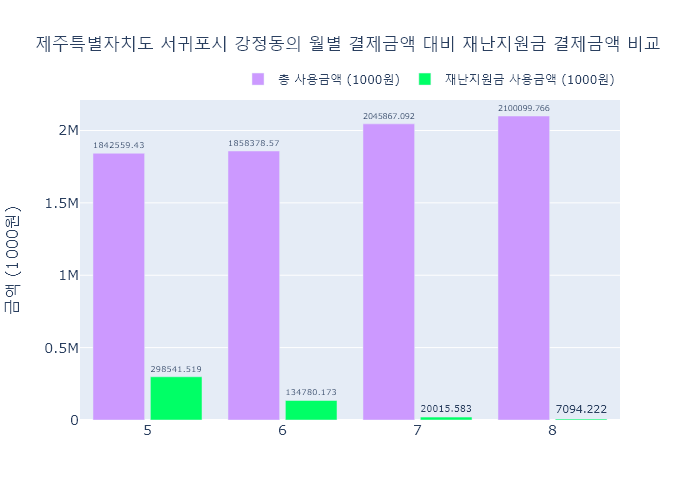 제주특별자치도 서귀포시 강정동의 월별 결제금액 대비 재난지원금 결제금액 비교
총 사용금액 (1000원) 재난지원금 사용금액 (1000원)
금액 (1000원)
2M
1.5M
1M
0.5M
0
1842559.43
298541.519
1858378.57
134780.173
2045867.092
20015.583
2100099.766
7094.222
5 6 7 8